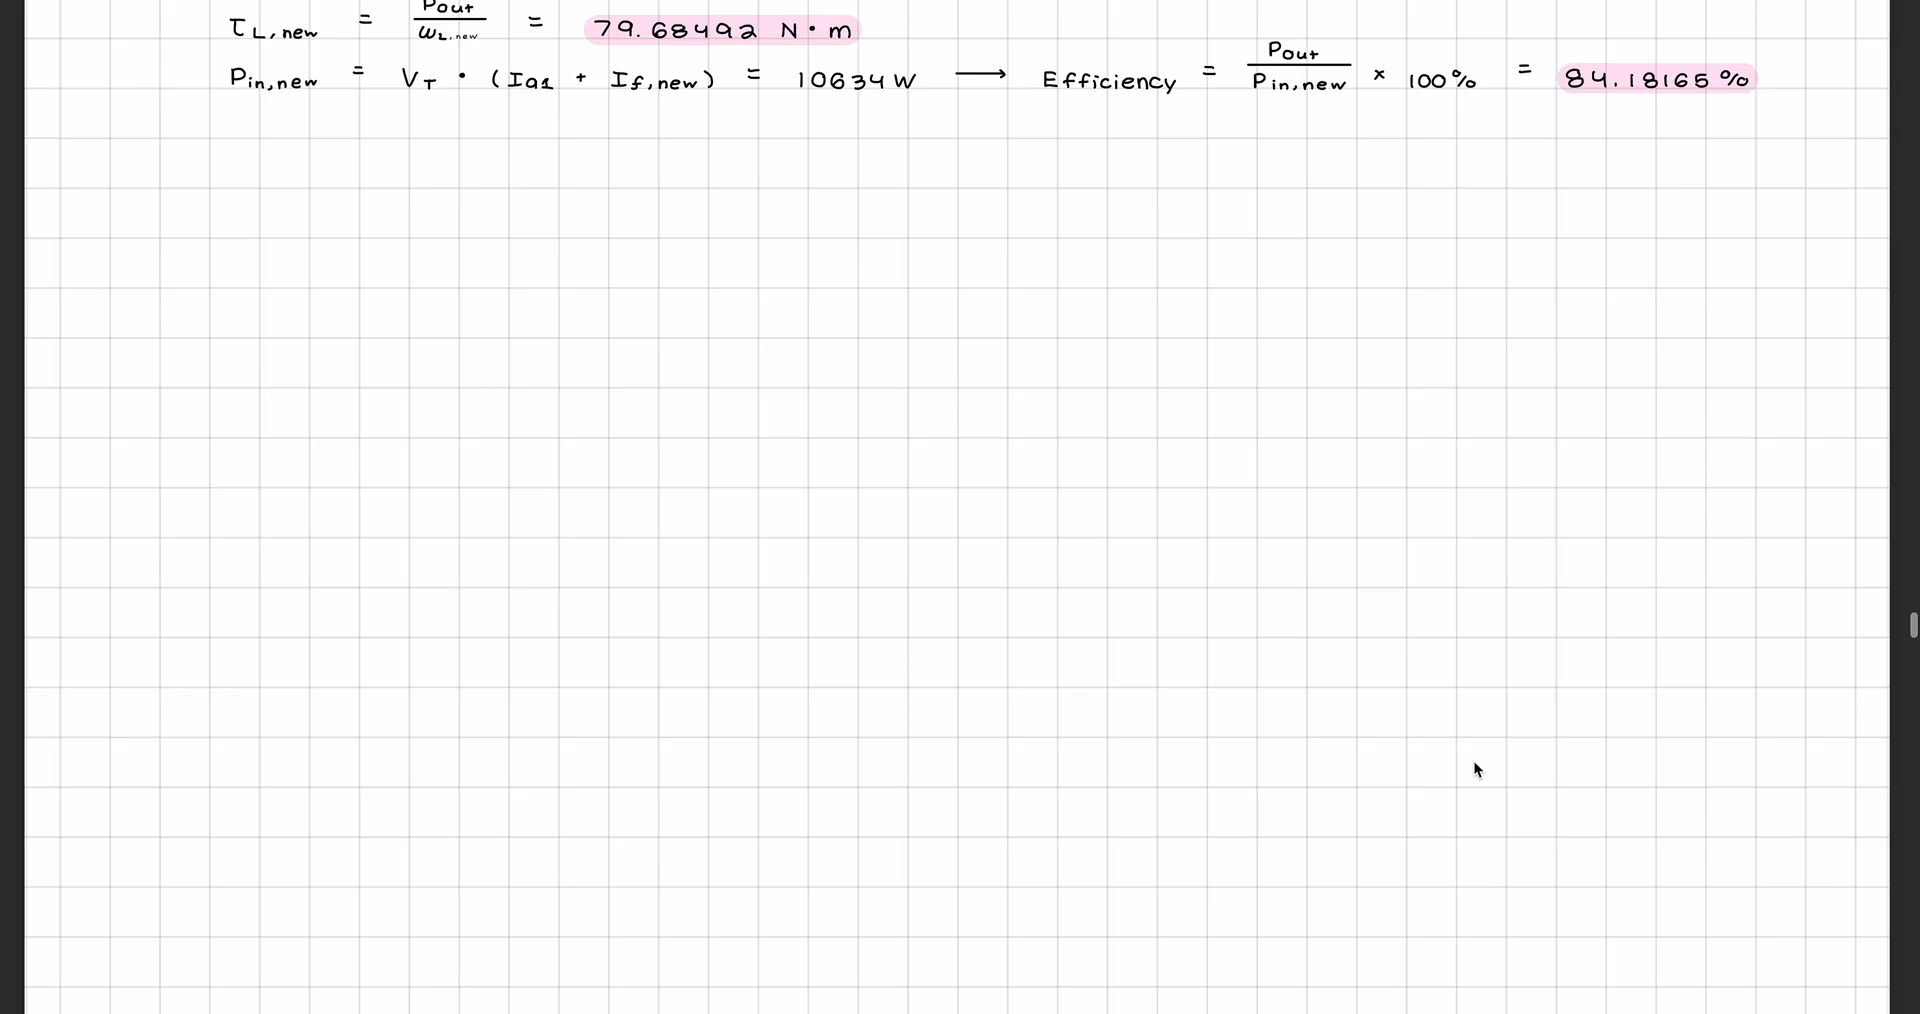 τL,new = Pout / ωL,new = 79.68492 N·m
Pin,new = VT · (Ia1 + If,new) = 10634 W ⟶ Efficiency = Pout / Pin,new × 100% = 84.18165%